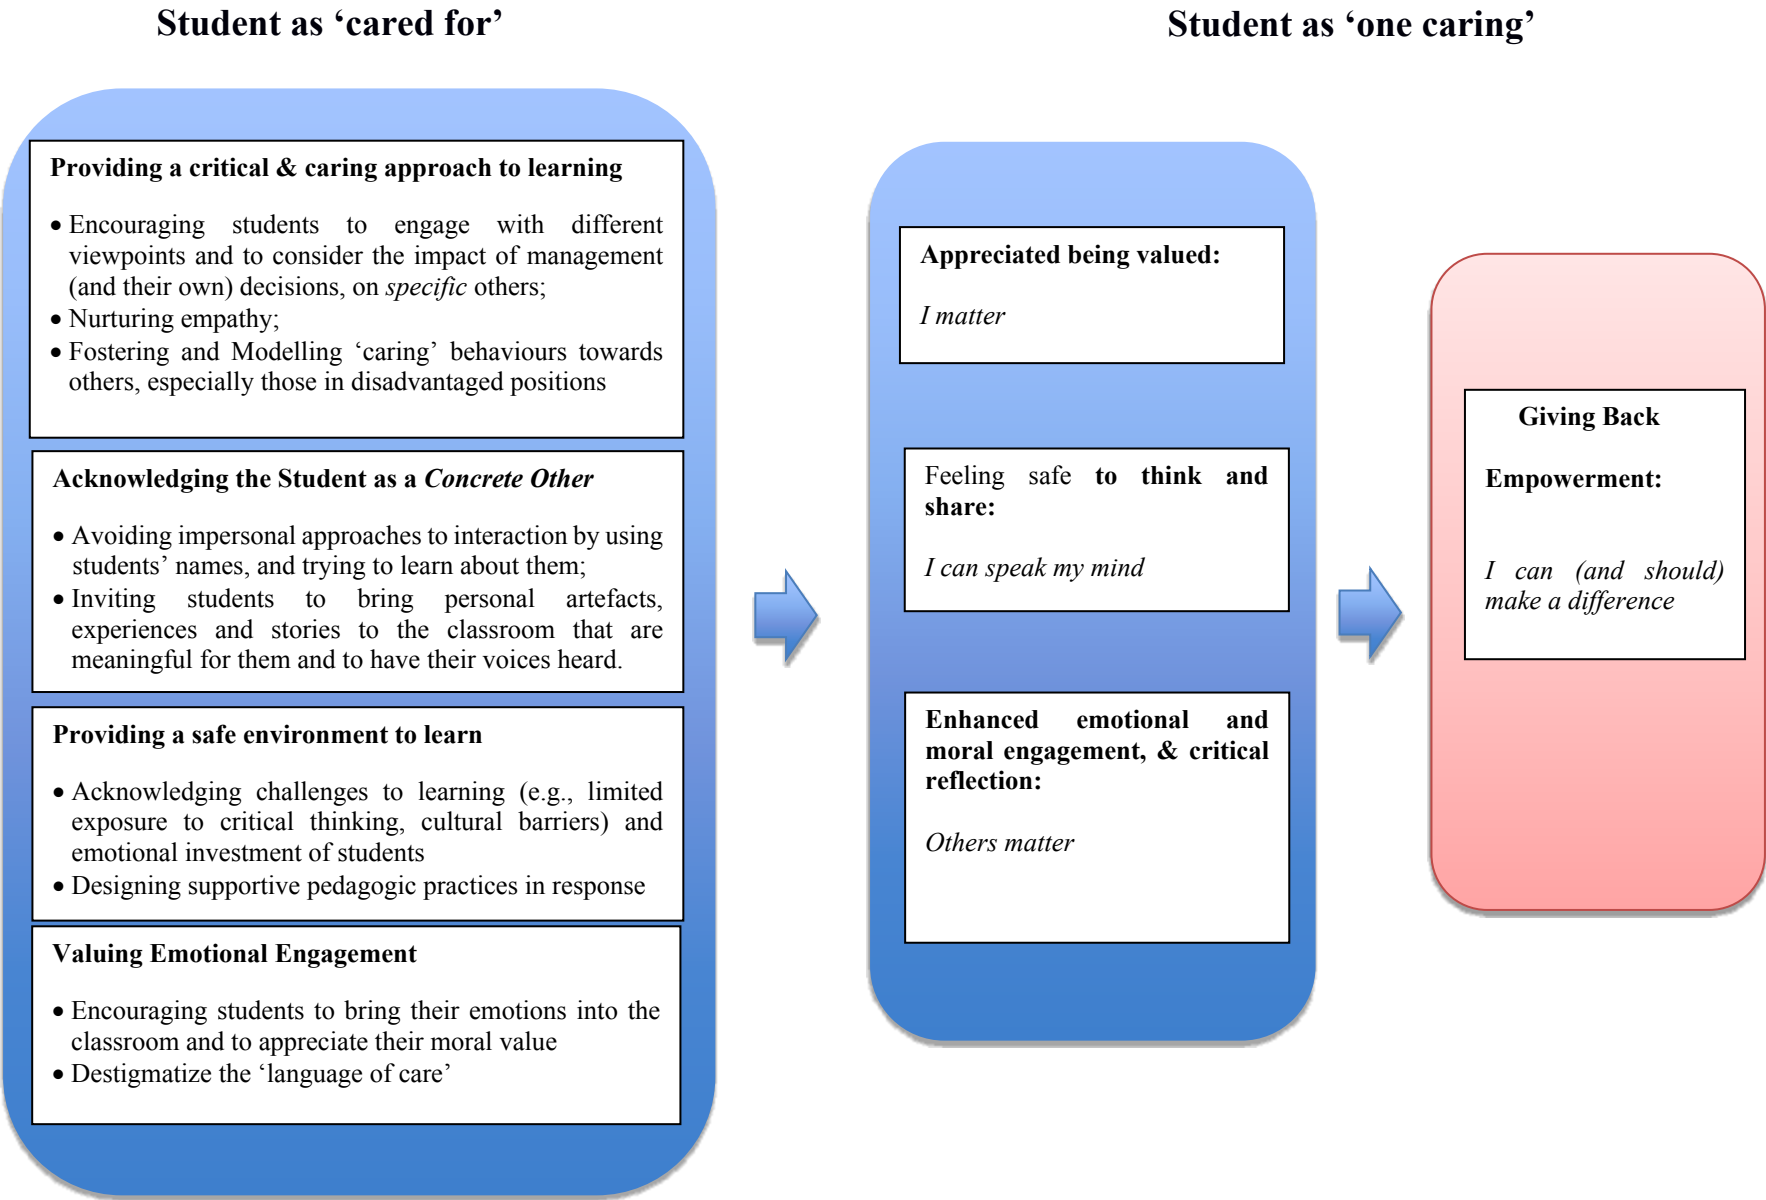 Student as ‘cared for’
Student as ‘one caring’
Providing a critical & caring approach to learning
• Encouraging students to engage with different
viewpoints and to consider the impact of management
(and their own) decisions, on specific others;
• Nurturing empathy;
• Fostering and Modelling ‘caring’ behaviours towards
others, especially those in disadvantaged positions
Acknowledging the Student as a Concrete Other
• Avoiding impersonal approaches to interaction by using
students’ names, and trying to learn about them;
• Inviting students to bring personal artefacts,
experiences and stories to the classroom that are
meaningful for them and to have their voices heard.
Providing a safe environment to learn
• Acknowledging challenges to learning (e.g., limited
exposure to critical thinking, cultural barriers) and
emotional investment of students
• Designing supportive pedagogic practices in response
Valuing Emotional Engagement
• Encouraging students to bring their emotions into the
classroom and to appreciate their moral value
• Destigmatize the ‘language of care’
Appreciated being valued:
I matter
Feeling safe to think and
share:
I can speak my mind
Enhanced emotional and
moral engagement, & critical
reflection:
Others matter
Giving Back
Empowerment:
I can (and should)
make a difference